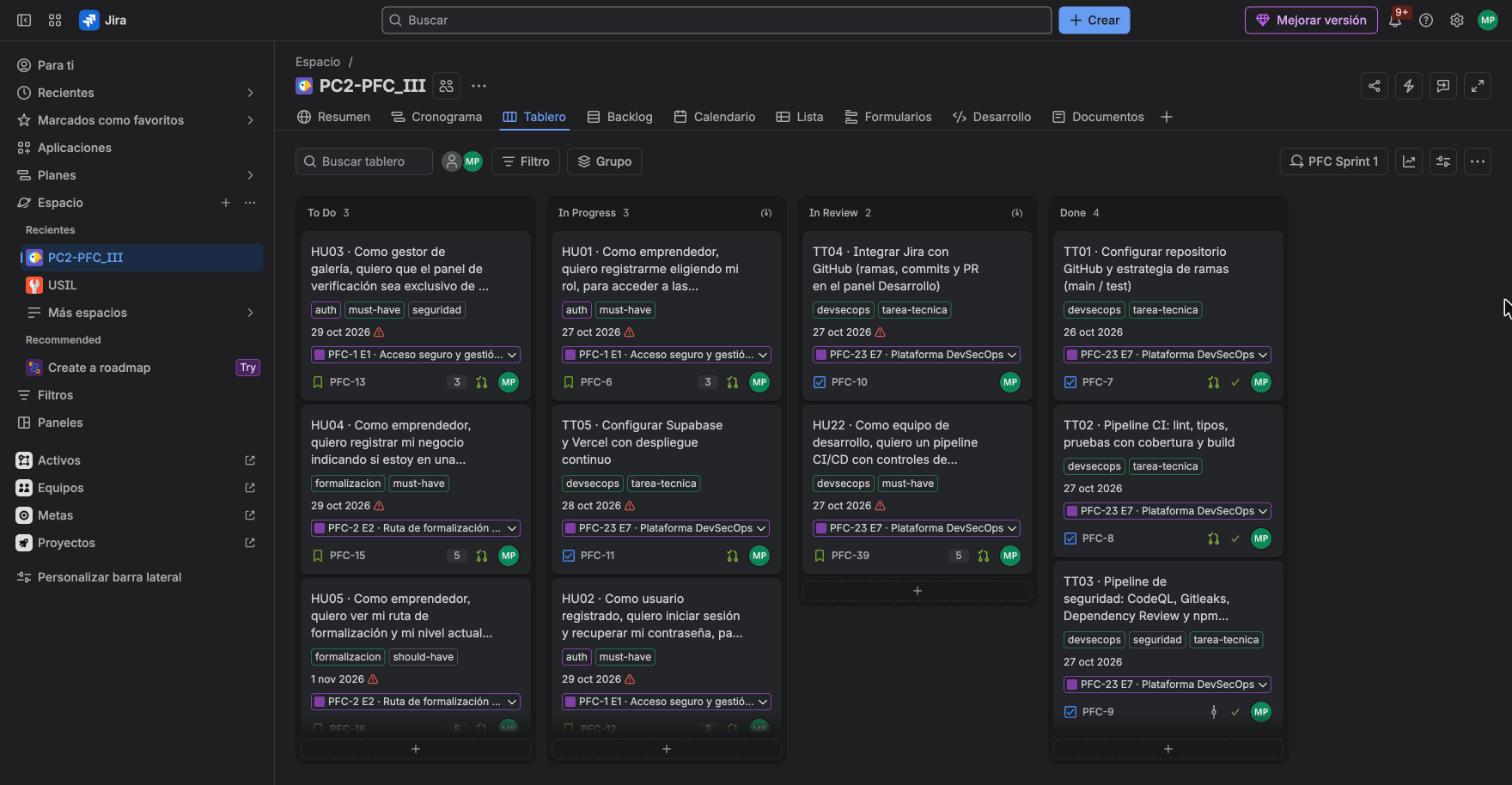 Jira
Buscar
Crear
Mejorar versión
9+
MP
Para ti
Recientes
Marcados como favoritos
Aplicaciones
Planes
Espacio
Recientes
PC2-PFC_III
USIL
Más espacios
Recommended
Create a roadmap
Try
Filtros
Paneles
Activos
Equipos
Metas
Proyectos
Personalizar barra lateral
Espacio /
PC2-PFC_III
Resumen
Cronograma
Tablero
Backlog
Calendario
Lista
Formularios
Desarrollo
Documentos
Buscar tablero
MP
Filtro
Grupo
PFC Sprint 1
To Do 3
HU03 · Como gestor de
galería, quiero que el panel de
verificación sea exclusivo de ...
auth must-have seguridad
29 oct 2026
PFC-1 E1 · Acceso seguro y gestió...
PFC-13 3 MP
HU04 · Como emprendedor,
quiero registrar mi negocio
indicando si estoy en una...
formalizacion must-have
29 oct 2026
PFC-2 E2 · Ruta de formalización ...
PFC-15 5 MP
HU05 · Como emprendedor,
quiero ver mi ruta de
formalización y mi nivel actual...
formalizacion should-have
1 nov 2026
PFC-2 E2 · Ruta de formalización ...
PFC-16 5 MP
In Progress 3
HU01 · Como emprendedor,
quiero registrarme eligiendo mi
rol, para acceder a las...
auth must-have
27 oct 2026
PFC-1 E1 · Acceso seguro y gestió...
PFC-6 3 MP
TT05 · Configurar Supabase
y Vercel con despliegue
continuo
devsecops tarea-tecnica
28 oct 2026
PFC-23 E7 · Plataforma DevSecOps
PFC-11 MP
HU02 · Como usuario
registrado, quiero iniciar sesión
y recuperar mi contraseña, pa...
auth must-have
29 oct 2026
PFC-1 E1 · Acceso seguro y gestió...
PFC-12 3 MP
In Review 2
TT04 · Integrar Jira con
GitHub (ramas, commits y PR
en el panel Desarrollo)
devsecops tarea-tecnica
27 oct 2026
PFC-23 E7 · Plataforma DevSecOps
PFC-10 MP
HU22 · Como equipo de
desarrollo, quiero un pipeline
CI/CD con controles de...
devsecops must-have
27 oct 2026
PFC-23 E7 · Plataforma DevSecOps
PFC-39 5 MP
Done 4
TT01 · Configurar repositorio
GitHub y estrategia de ramas
(main / test)
devsecops tarea-tecnica
26 oct 2026
PFC-23 E7 · Plataforma DevSecOps
PFC-7 MP
TT02 · Pipeline CI: lint, tipos,
pruebas con cobertura y build
devsecops tarea-tecnica
27 oct 2026
PFC-23 E7 · Plataforma DevSecOps
PFC-8 MP
TT03 · Pipeline de
seguridad: CodeQL, Gitleaks,
Dependency Review y npm...
devsecops seguridad tarea-tecnica
27 oct 2026
PFC-23 E7 · Plataforma DevSecOps
PFC-9 MP